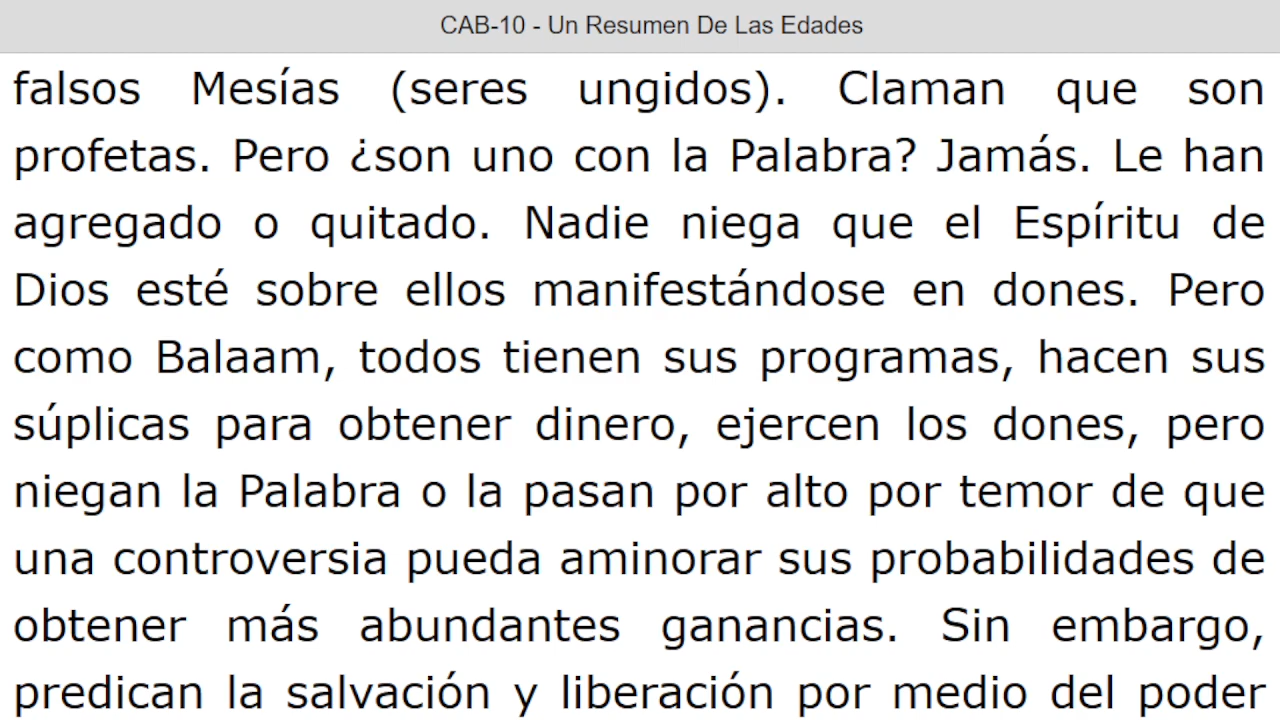 CAB-10 - Un Resumen De Las Edades
falsos Mesías (seres ungidos). Claman que son
profetas. Pero ¿son uno con la Palabra? Jamás. Le han
agregado o quitado. Nadie niega que el Espíritu de
Dios esté sobre ellos manifestándose en dones. Pero
como Balaam, todos tienen sus programas, hacen sus
súplicas para obtener dinero, ejercen los dones, pero
niegan la Palabra o la pasan por alto por temor de que
una controversia pueda aminorar sus probabilidades de
obtener más abundantes ganancias. Sin embargo,
predican la salvación y liberación por medio del poder